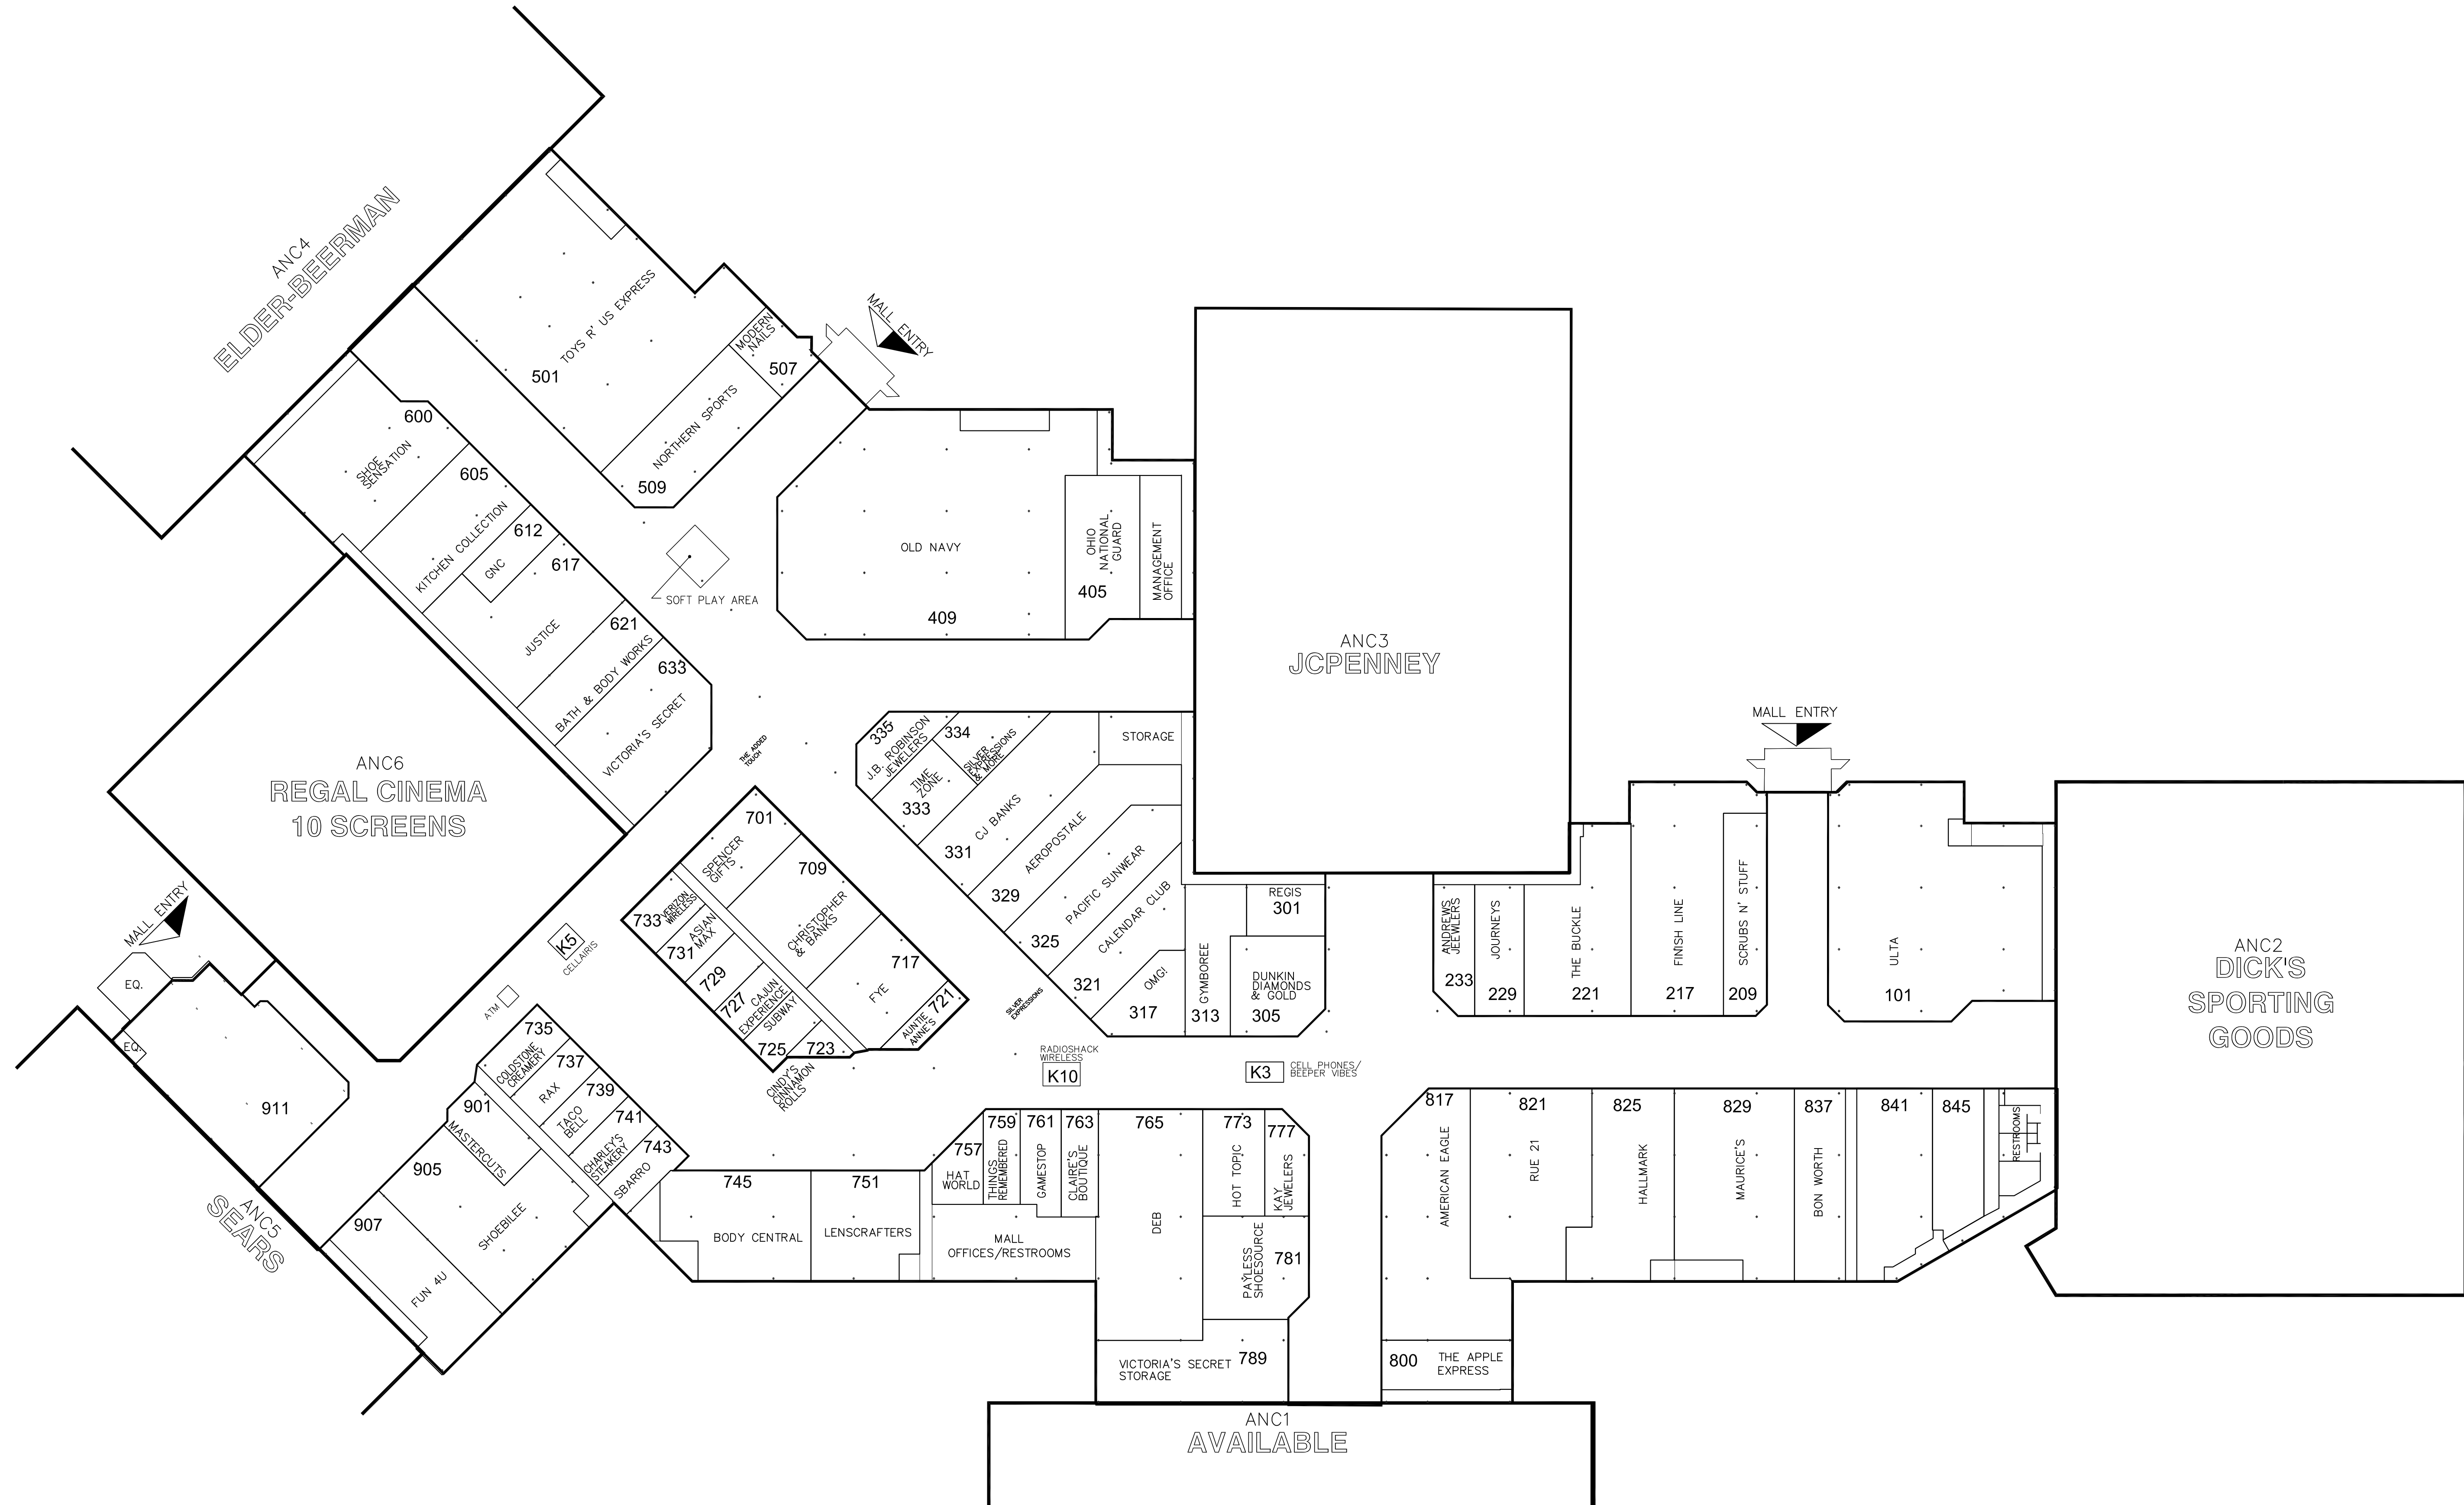 ANC4
ELDER-BEERMAN
TOYS R' US EXPRESS
501
MODERN
NAILS
507
NORTHERN SPORTS
509
MALL ENTRY
600
SHOE
SENSATION
605
KITCHEN COLLECTION
612
GNC
617
JUSTICE
621
BATH & BODY WORKS
633
VICTORIA'S SECRET
SOFT PLAY AREA
OLD NAVY
409
OHIO
NATIONAL
GUARD
405
MANAGEMENT
OFFICE
ANC3
JCPENNEY
ANC6
REGAL CINEMA
10 SCREENS
THE ADDED
TOUCH
335
J.B. ROBINSON
JEWELERS
334
SILVER
EXPRESSIONS
& MORE
TIME
ZONE
333
STORAGE
CJ BANKS
331
AEROPOSTALE
329
PACIFIC SUNWEAR
325
CALENDAR CLUB
321
OMG!
317
GYMBOREE
313
REGIS
301
DUNKIN
DIAMONDS
& GOLD
305
MALL ENTRY
ANDREWS
JEEWLERS
233
JOURNEYS
229
THE BUCKLE
221
FINISH LINE
217
SCRUBS N' STUFF
209
ULTA
101
ANC2
DICK'S
SPORTING
GOODS
701
SPENCER
GIFTS
709
CHRISTOPHER
& BANKS
717
FYE
721
AUNTIE
ANNE'S
733
VERIZON
WIRELESS
731
ASIAN
MAX
729
727
CAJUN
EXPERIENCE
SUBWAY
725
723
CINDY'S
CINNAMON
ROLLS
SILVER
EXPRESSIONS
MALL ENTRY
EQ.
EQ.
K5
CELLAIRIS
ATM
911
ANC5
SEARS
735
COLDSTONE
CREAMERY
737
RAX
739
TACO
BELL
741
CHARLEY'S
STEAKERY
743
SBARRO
901
MASTERCUTS
905
SHOEBILEE
907
FUN 4U
RADIOSHACK
WIRELESS
K10
K3
CELL PHONES/
BEEPER VIBES
745
BODY CENTRAL
751
LENSCRAFTERS
757
HAT
WORLD
759
THINGS
REMEMBERED
761
GAMESTOP
763
CLAIRE'S
BOUTIQUE
MALL
OFFICES/RESTROOMS
765
DEB
773
HOT TOPIC
777
KAY
JEWELERS
781
PAYLESS
SHOESOURCE
VICTORIA'S SECRET
STORAGE
789
817
AMERICAN EAGLE
821
RUE 21
825
HALLMARK
829
MAURICE'S
837
BON WORTH
841
845
RESTROOMS
800
THE APPLE
EXPRESS
ANC1
AVAILABLE